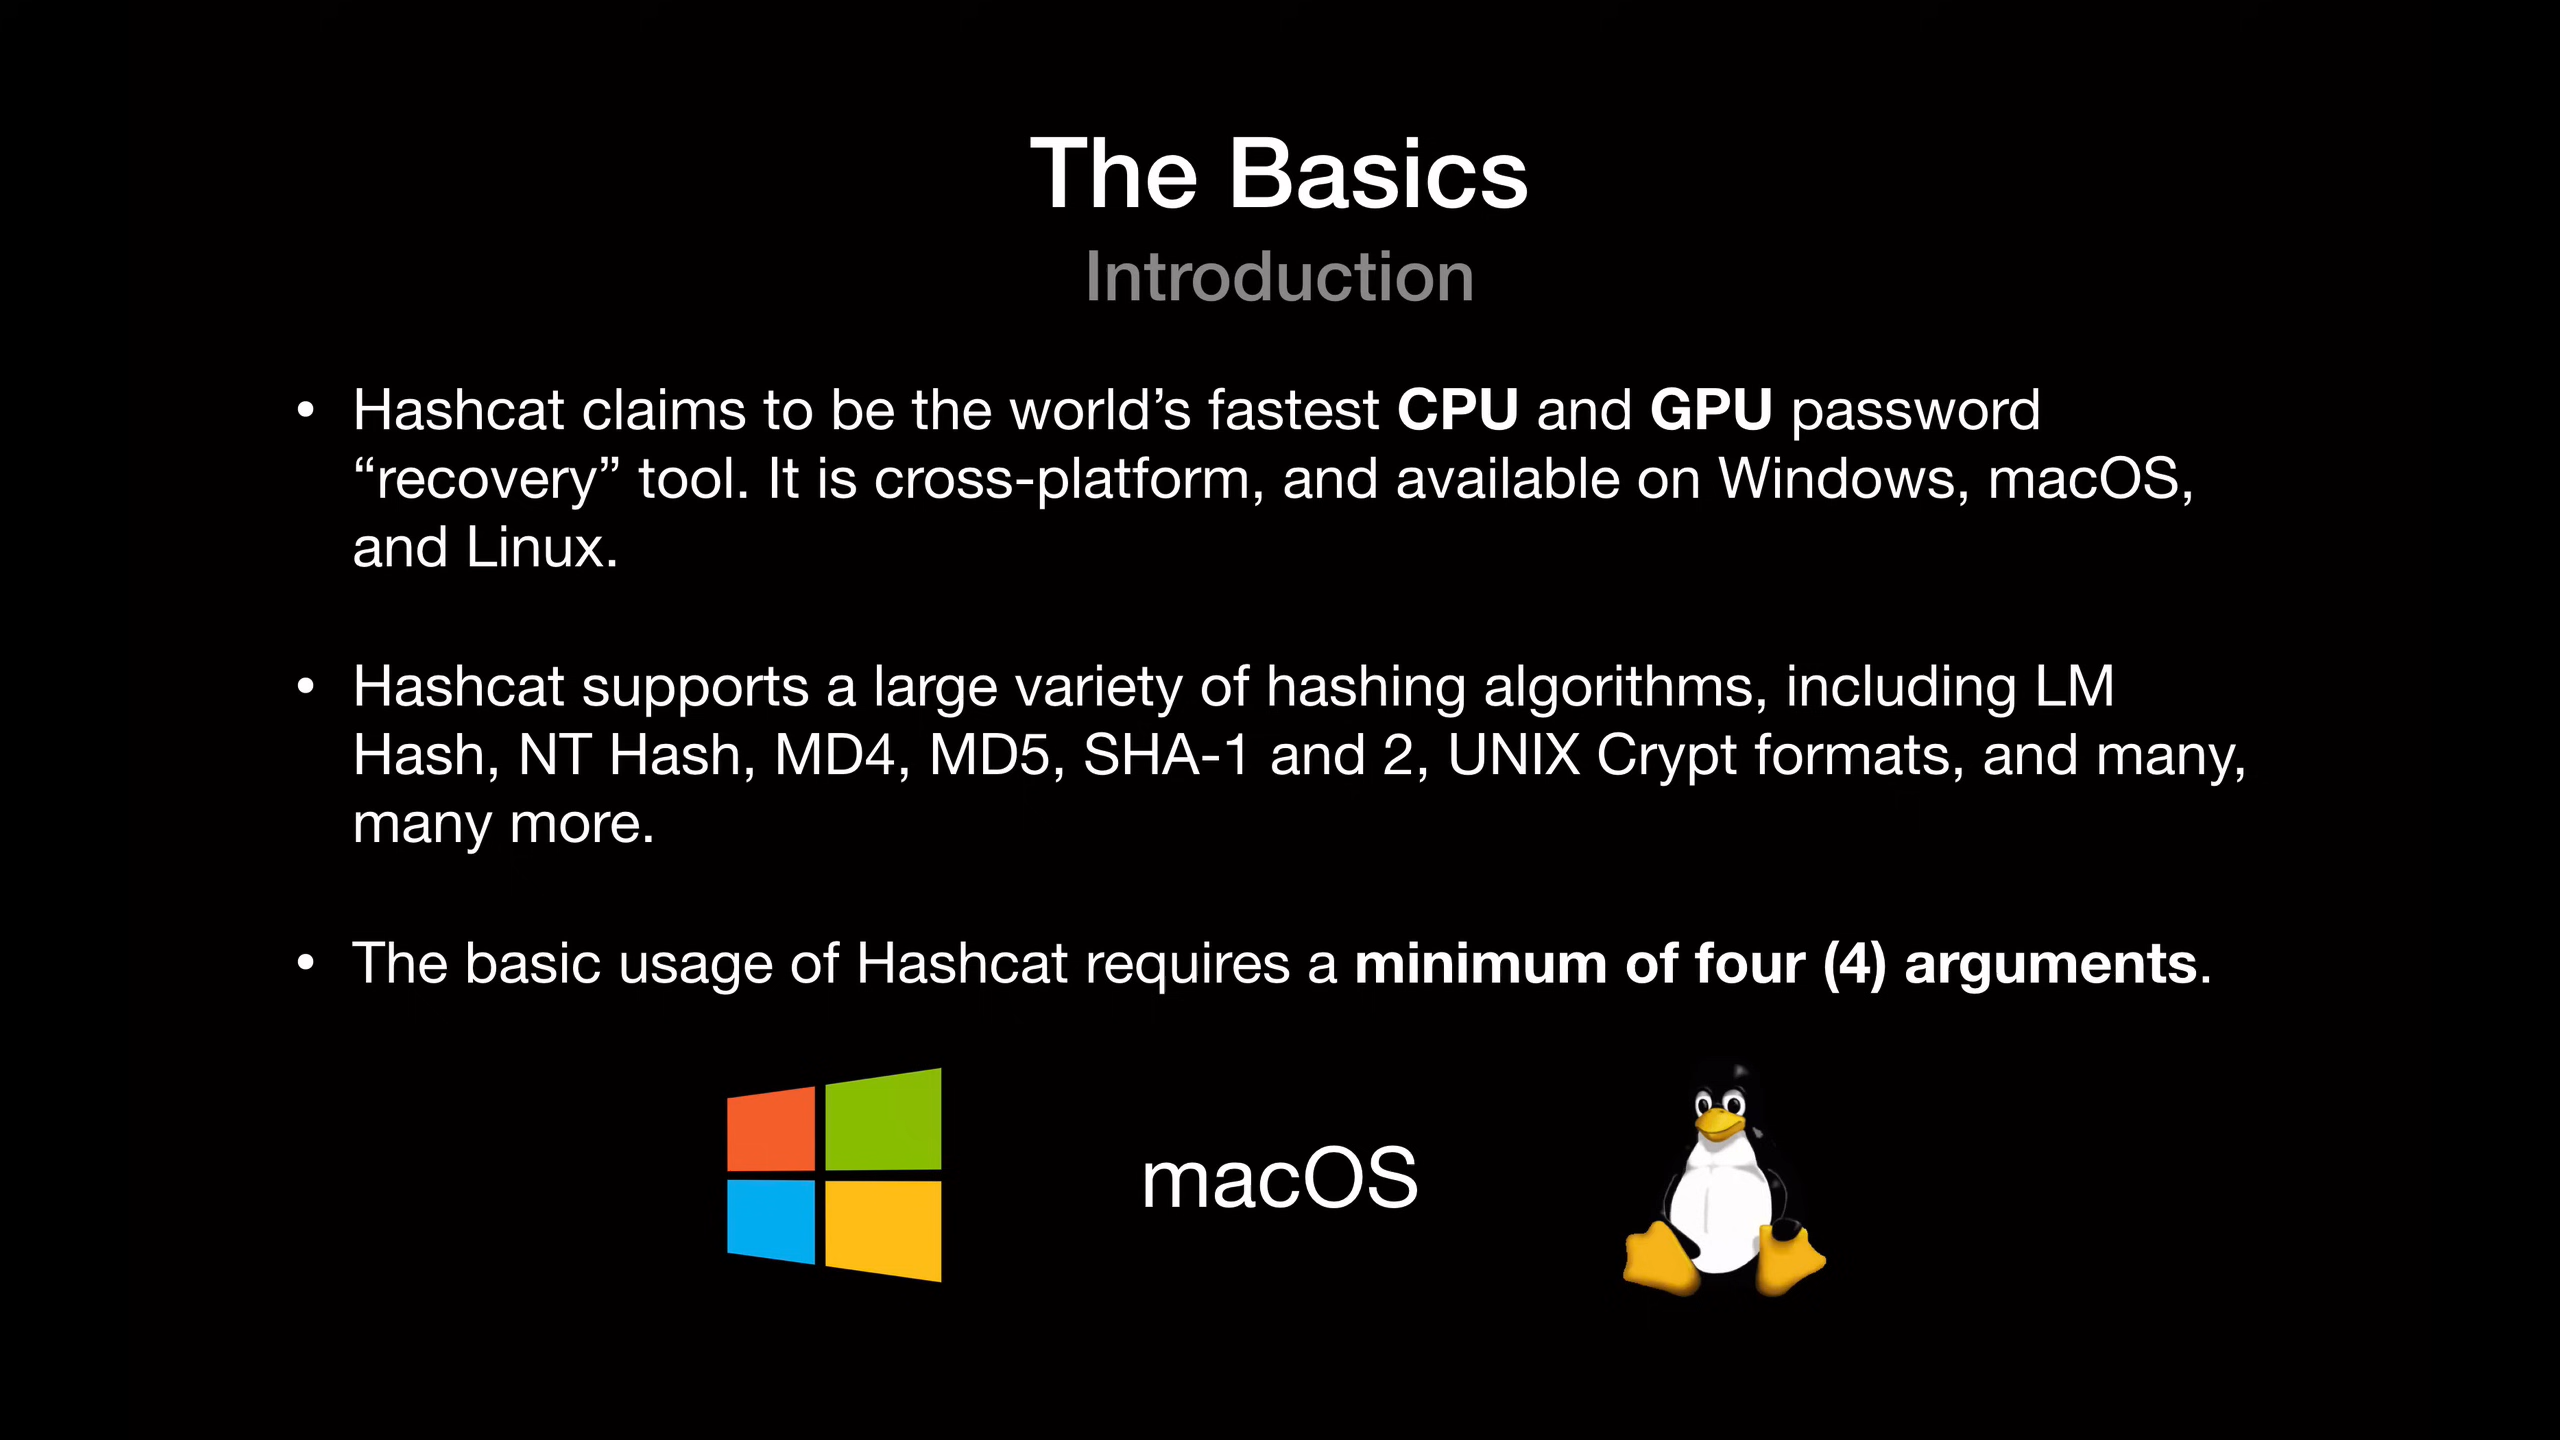 The Basics
Introduction
• Hashcat claims to be the world’s fastest CPU and GPU password
“recovery” tool. It is cross-platform, and available on Windows, macOS,
and Linux.
• Hashcat supports a large variety of hashing algorithms, including LM
Hash, NT Hash, MD4, MD5, SHA-1 and 2, UNIX Crypt formats, and many,
many more.
• The basic usage of Hashcat requires a minimum of four (4) arguments.
macOS